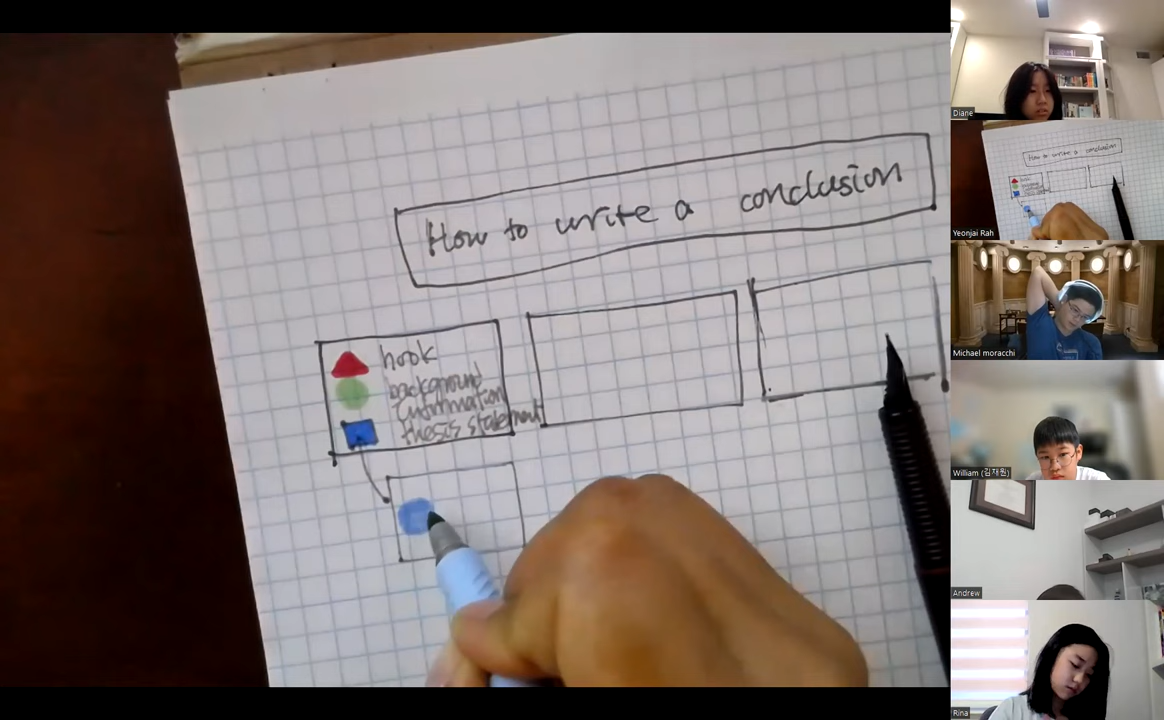 How to write a conclusion
hook
background
information
thesis statement
Diane
Yeonjai Rah
Michael moracchi
William (김재원)
Andrew
Rina